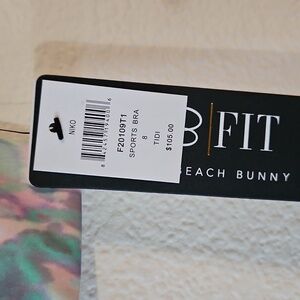 NIKO
F20109T1
SPORTS BRA
8
TIDI
$105.00
FIT
EACH BUNNY